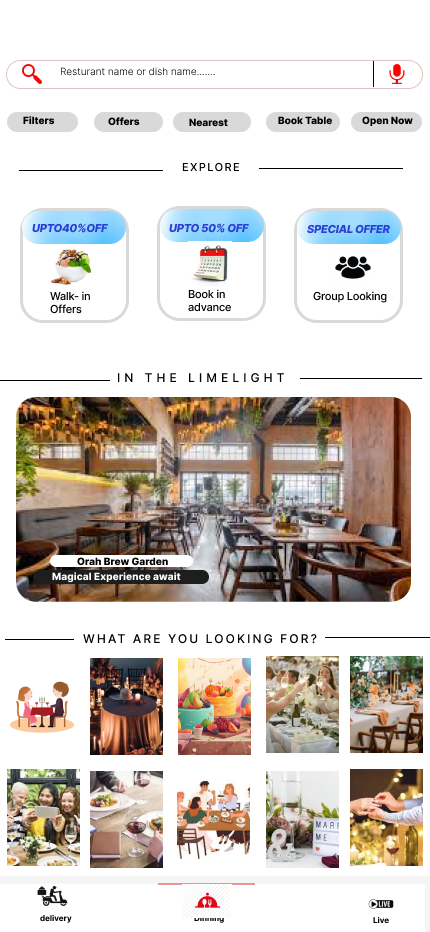 Resturant name or dish name.......
Filters
Offers
Nearest
Book Table
Open Now
EXPLORE
UPTO40%OFF
UPTO 50% OFF
SPECIAL OFFER
Walk- in
Offers
Book in
advance
Group Looking
IN THE LIMELIGHT
Orah Brew Garden
Magical Experience await
WHAT ARE YOU LOOKING FOR?
MARR
ME
delivery
Dinning
LIVE
Live